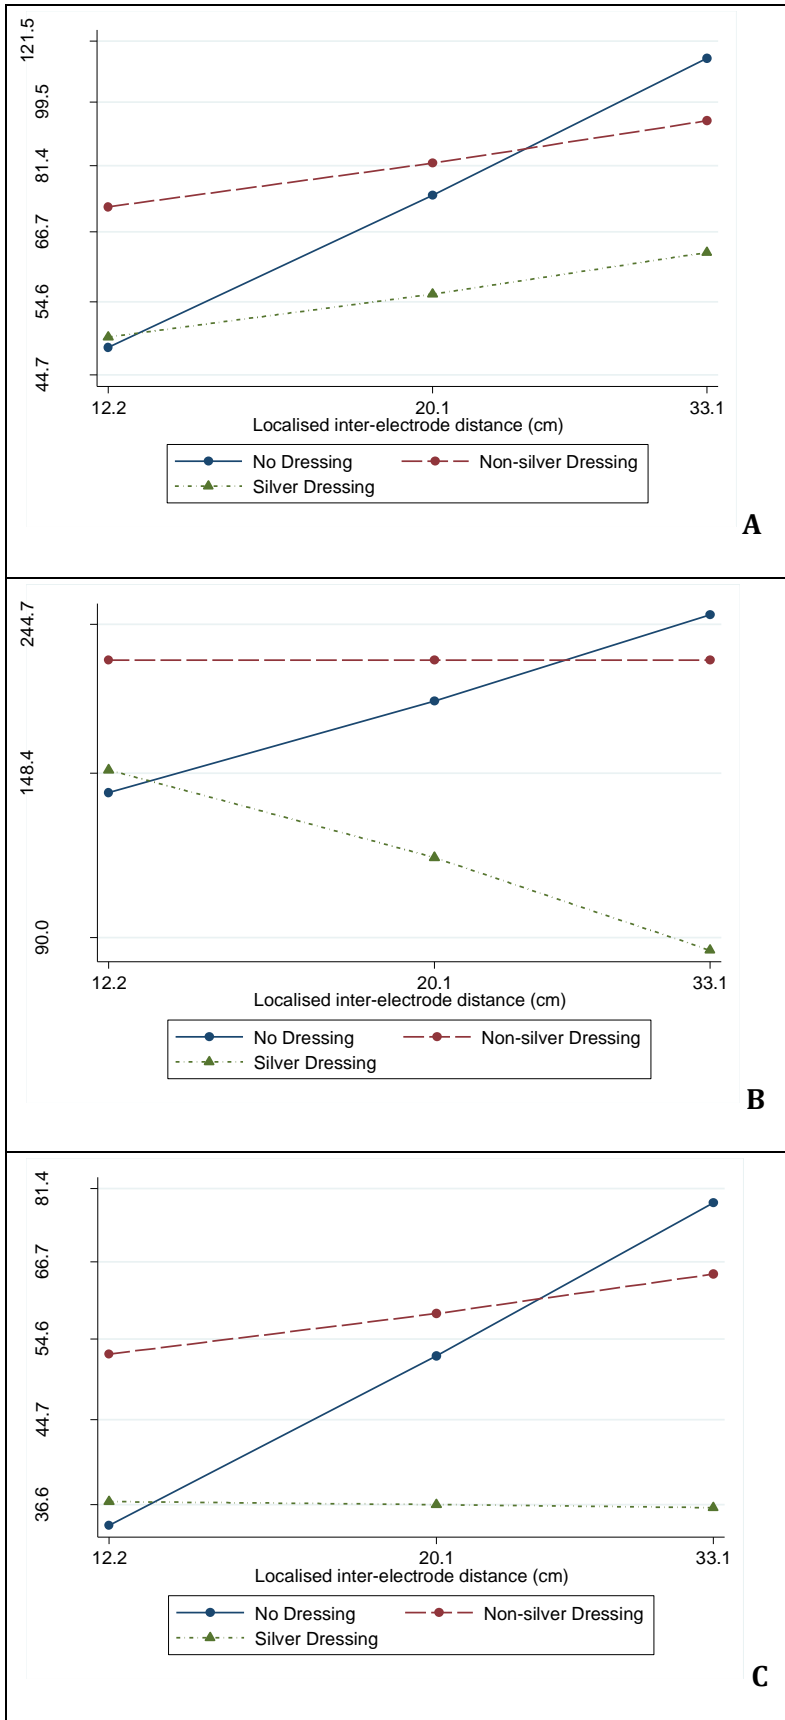 121.5
99.5
81.4
66.7
54.6
44.7
12.2 20.1 33.1
Localised inter-electrode distance (cm)
No Dressing Non-silver Dressing
Silver Dressing
A
244.7
148.4
90.0
12.2 20.1 33.1
Localised inter-electrode distance (cm)
No Dressing Non-silver Dressing
Silver Dressing
B
81.4
66.7
54.6
44.7
36.6
12.2 20.1 33.1
Localised inter-electrode distance (cm)
No Dressing Non-silver Dressing
Silver Dressing
C